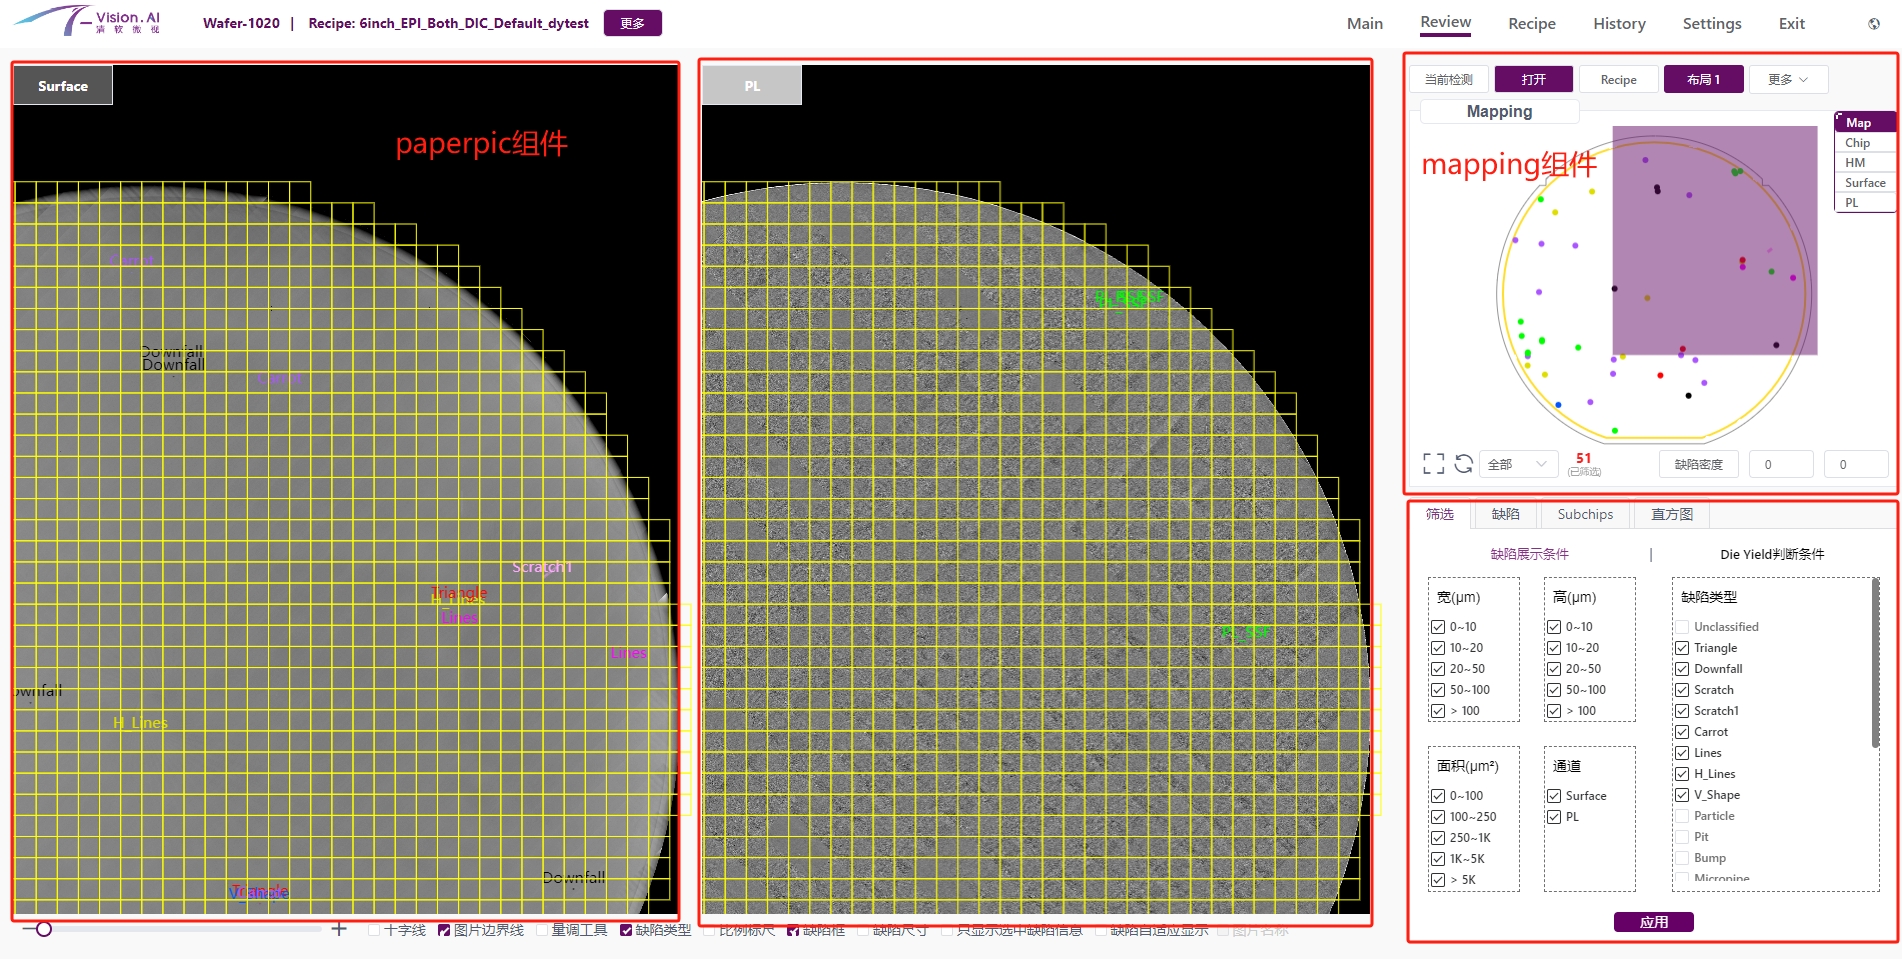 Vision.AI
清软微视
Wafer-1020 | Recipe: 6inch_EPI_Both_DIC_Default_dytest 更多
Main Review Recipe History Settings Exit
Surface
paperpic组件
Carrot
Downfall
Downfall
Carrot
Scratch1
Triangle
H_Lines
Lines
Lines
ownfall
H_Lines
Downfall
Triangle
V_Shape
PL
PL_SSF
PL_SSF
当前检测 打开 Recipe 布局 1 更多
Mapping
mapping组件
Map
Chip
HM
Surface
PL
全部 51 缺陷密度 0 0
(已筛选)
筛选 缺陷 Subchips 直方图
缺陷展示条件 | Die Yield判断条件
宽(μm)
0~10
10~20
20~50
50~100
> 100
高(μm)
0~10
10~20
20~50
50~100
> 100
缺陷类型
Unclassified
Triangle
Downfall
Scratch
Scratch1
Carrot
Lines
H_Lines
V_Shape
Particle
Pit
Bump
Micropipe
面积(μm²)
0~100
100~250
250~1K
1K~5K
> 5K
通道
Surface
PL
应用
十字线 图片边界线 量调工具 缺陷类型 比例标尺 缺陷框 缺陷尺寸 只显示选中缺陷信息 缺陷自适应显示 图片名称